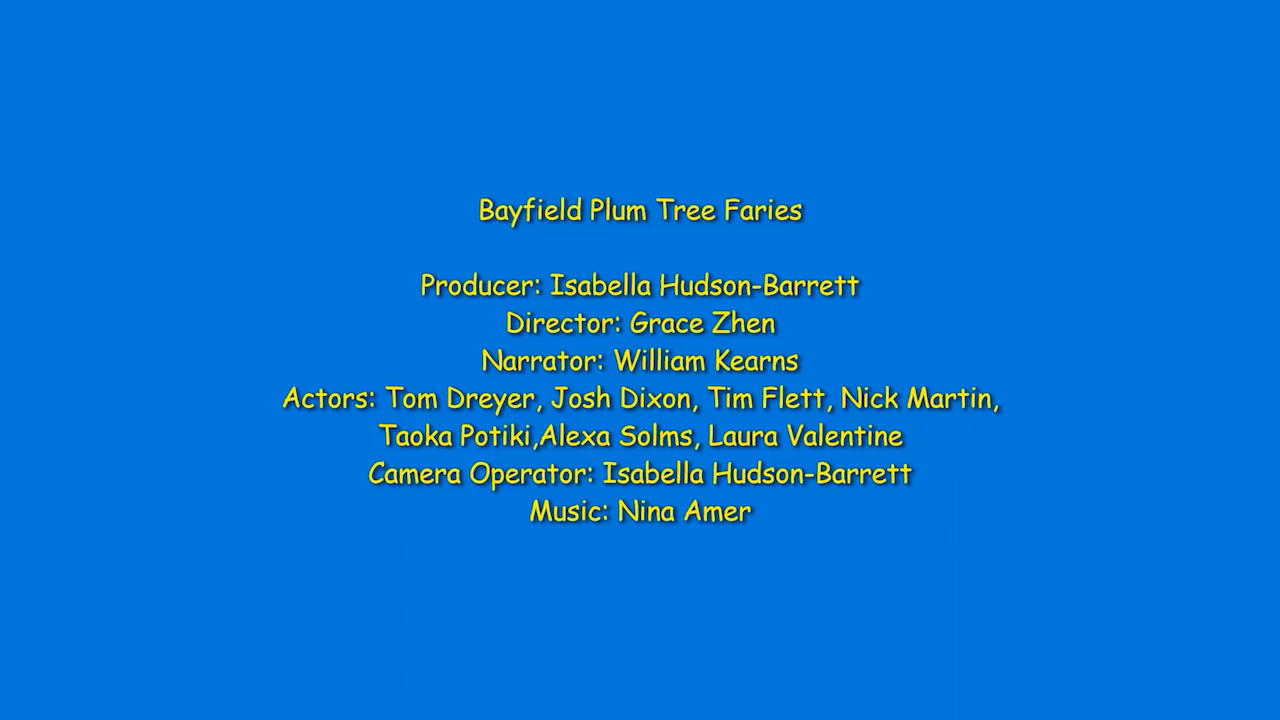 Bayfield Plum Tree Faries
Producer: Isabella Hudson-Barrett
Director: Grace Zhen
Narrator: William Kearns
Actors: Tom Dreyer, Josh Dixon, Tim Flett, Nick Martin,
Taoka Potiki,Alexa Solms, Laura Valentine
Camera Operator: Isabella Hudson-Barrett
Music: Nina Amer